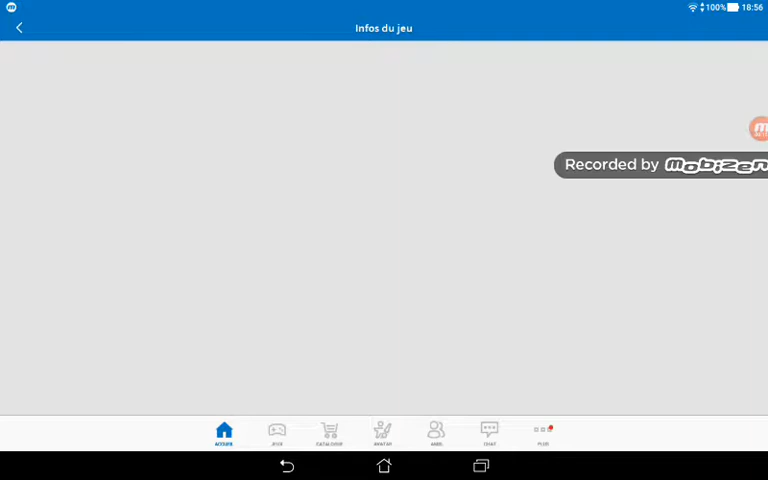 100% 18:56
Infos du jeu
Recorded by mobizen
ACCUEIL JEUX CATALOGUE AVATAR AMIS CHAT PLUS